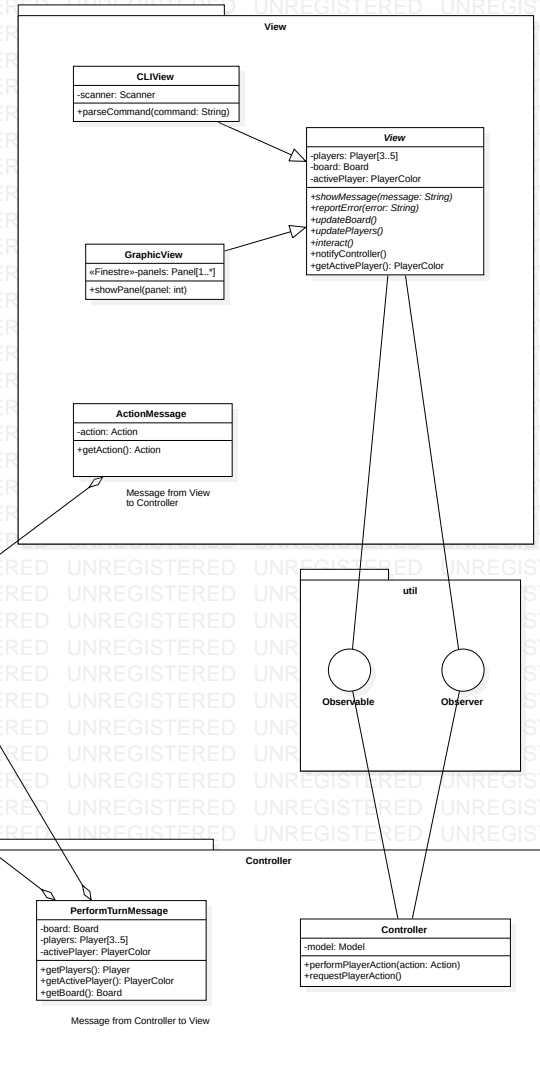 View
CLIView
-scanner: Scanner
+parseCommand(command: String)
View
-players: Player[3..5]
-board: Board
-activePlayer: PlayerColor
+showMessage(message: String)
+reportError(error: String)
+updateBoard()
+updatePlayers()
+interact()
+notifyController()
+getActivePlayer(): PlayerColor
GraphicView
«Finestre»-panels: Panel[1..*]
+showPanel(panel: int)
ActionMessage
-action: Action
+getAction(): Action
Message from View
to Controller
util
Observable
Observer
Controller
PerformTurnMessage
-board: Board
-players: Player[3..5]
-activePlayer: PlayerColor
+getPlayers(): Player
+getActivePlayer(): PlayerColor
+getBoard(): Board
Message from Controller to View
Controller
-model: Model
+performPlayerAction(action: Action)
+requestPlayerAction()
UNREGISTERED